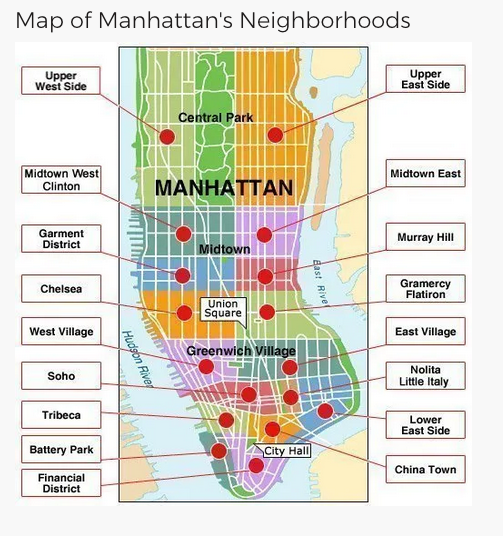 Map of Manhattan's Neighborhoods
Upper
West Side
Upper
East Side
Central Park
Midtown West
Clinton
Midtown East
MANHATTAN
Garment
District
Murray Hill
Midtown
Chelsea
Gramercy
Flatiron
East River
Union
Square
West Village
East Village
Hudson River
Greenwich Village
Soho
Nolita
Little Italy
Tribeca
Lower
East Side
Battery Park
City Hall
China Town
Financial
District